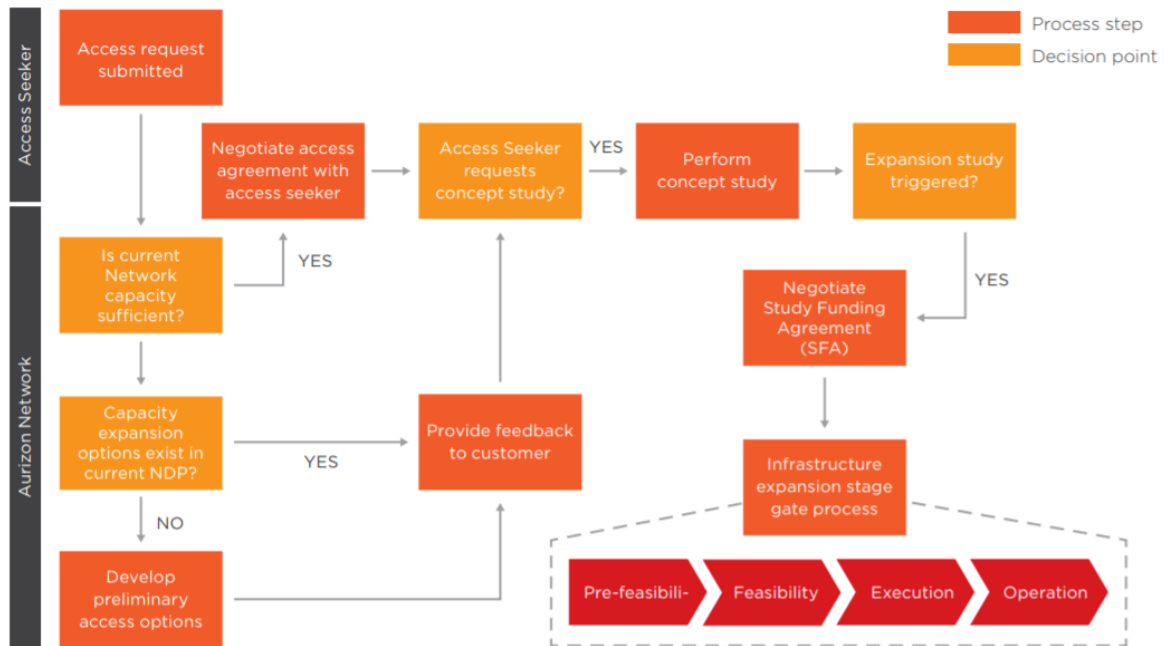 Access Seeker
Aurizon Network
Process step
Decision point
Access request
submitted
Negotiate access
agreement with
access seeker
Access Seeker
requests
concept study?
YES
Perform
concept study
Expansion study
triggered?
YES
Is current
Network
capacity
sufficient?
YES
Negotiate
Study Funding
Agreement
(SFA)
Capacity
expansion
options exist in
current NDP?
YES
Provide feedback
to customer
NO
Infrastructure
expansion stage
gate process
Develop
preliminary
access options
Pre-feasibili-
Feasibility
Execution
Operation